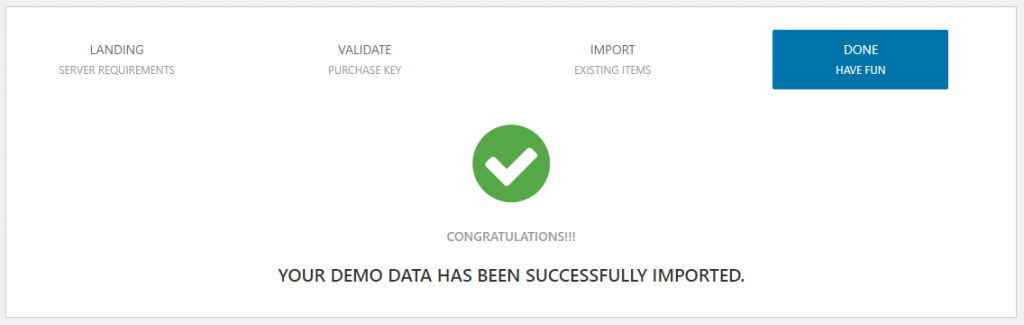 LANDING
SERVER REQUIREMENTS
VALIDATE
PURCHASE KEY
IMPORT
EXISTING ITEMS
DONE
HAVE FUN
CONGRATULATIONS!!!
YOUR DEMO DATA HAS BEEN SUCCESSFULLY IMPORTED.